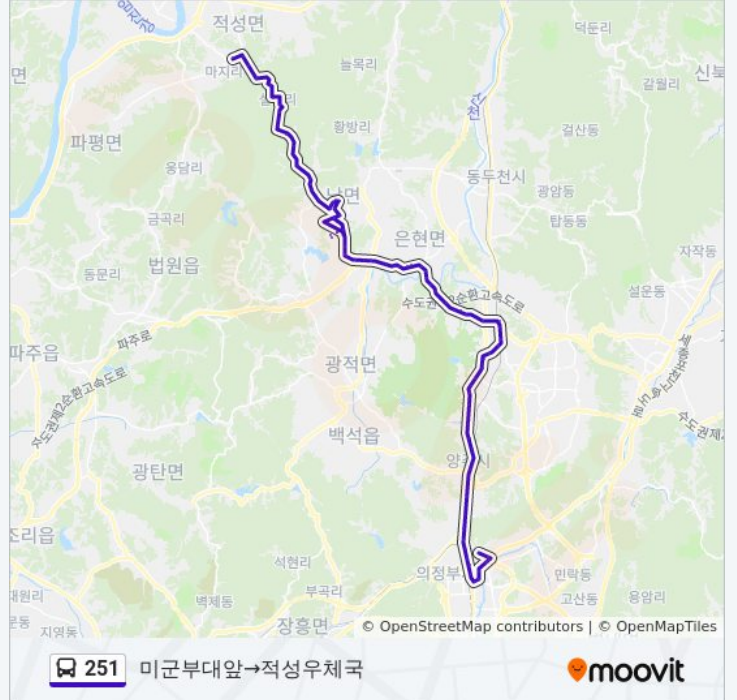 적성면
덕둔리
마지리
늘목리
신북
갈월리
신천
황방리
걸산동
파평면
웅담리
동두천시
남면
광암동
탑동동
금곡리
은현면
자작동
법원읍
동문리
설운동
파주로
파주읍
광적면
수도권제2순환고속도로
백석읍
양주시
광탄면
조리읍
의정부
석현리
민락동
부곡리
고산동
용암리
벽제동
장흥면
지영동
© OpenStreetMap contributors | © OpenMapTiles
251 미군부대앞→적성우체국
moovit